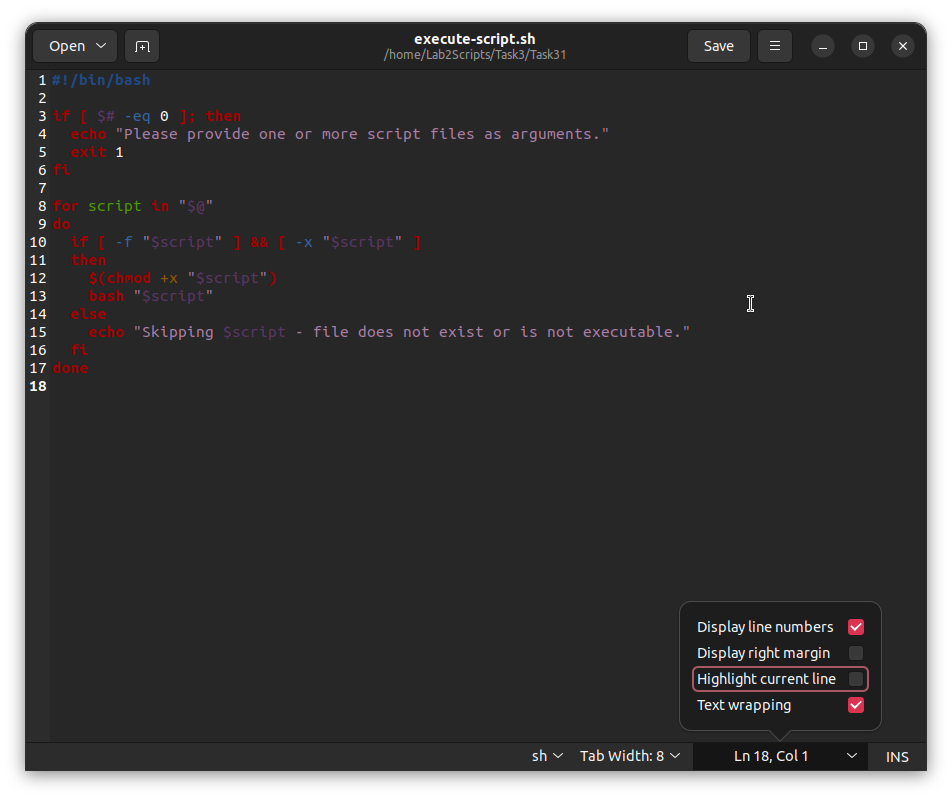 Open
execute-script.sh
/home/Lab2Scripts/Task3/Task31
Save
1 #!/bin/bash
2
3 if [ $# -eq 0 ]; then
4   echo "Please provide one or more script files as arguments."
5   exit 1
6 fi
7
8 for script in "$@"
9 do
10   if [ -f "$script" ] && [ -x "$script" ]
11   then
12     $(chmod +x "$script")
13     bash "$script"
14   else
15     echo "Skipping $script - file does not exist or is not executable."
16   fi
17 done
18
Display line numbers
Display right margin
Highlight current line
Text wrapping
sh Tab Width: 8 Ln 18, Col 1 INS